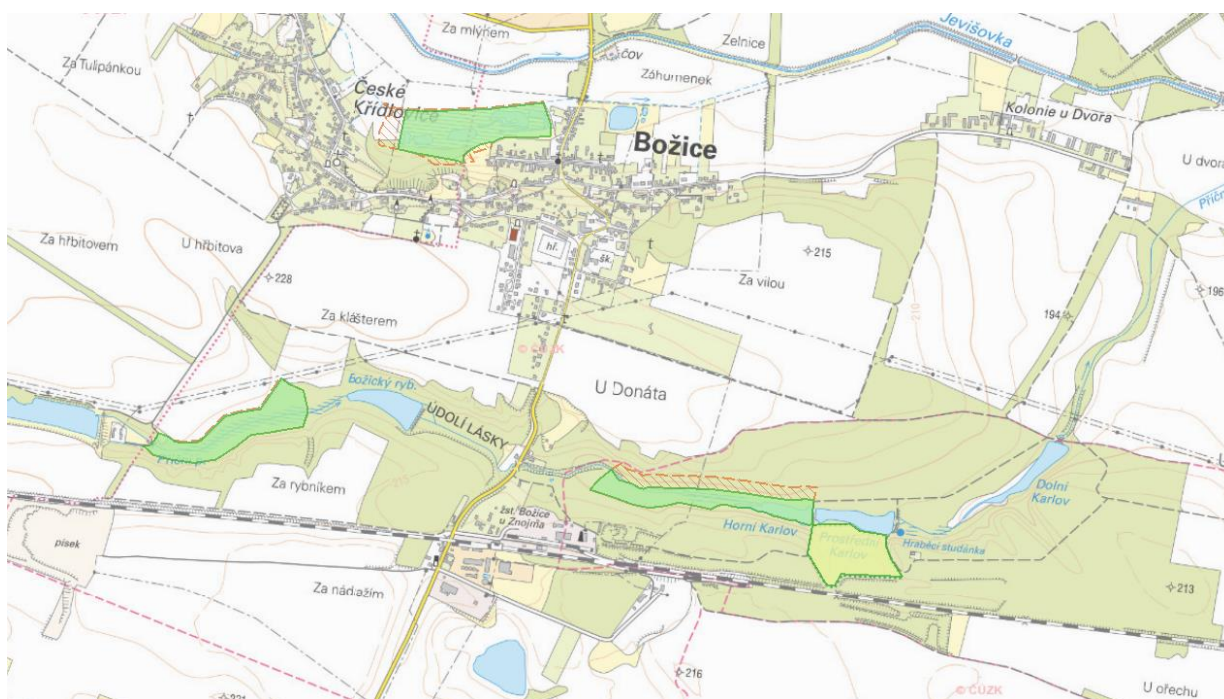 Za mlýnem
Zelnice
Jevišovka
Za Tulipánkou
ČOV
Záhumenek
České
Křídlovice
Božice
Kolonie u Dvora
U dvora
Za hřbitovem
U hřbitova
hř.
šk.
215
228
Za vilou
196
Za klášterem
194
© ČÚZK
Božický ryb.
U Donáta
ÚDOLÍ LÁSKY
Za rybníkem
Dolní
Karlov
žst. Božice
u Znojma
Horní Karlov
Prostřední
Karlov
Hraběcí studánka
písek
213
Za nádražím
216
© ČÚZK
U ořechu